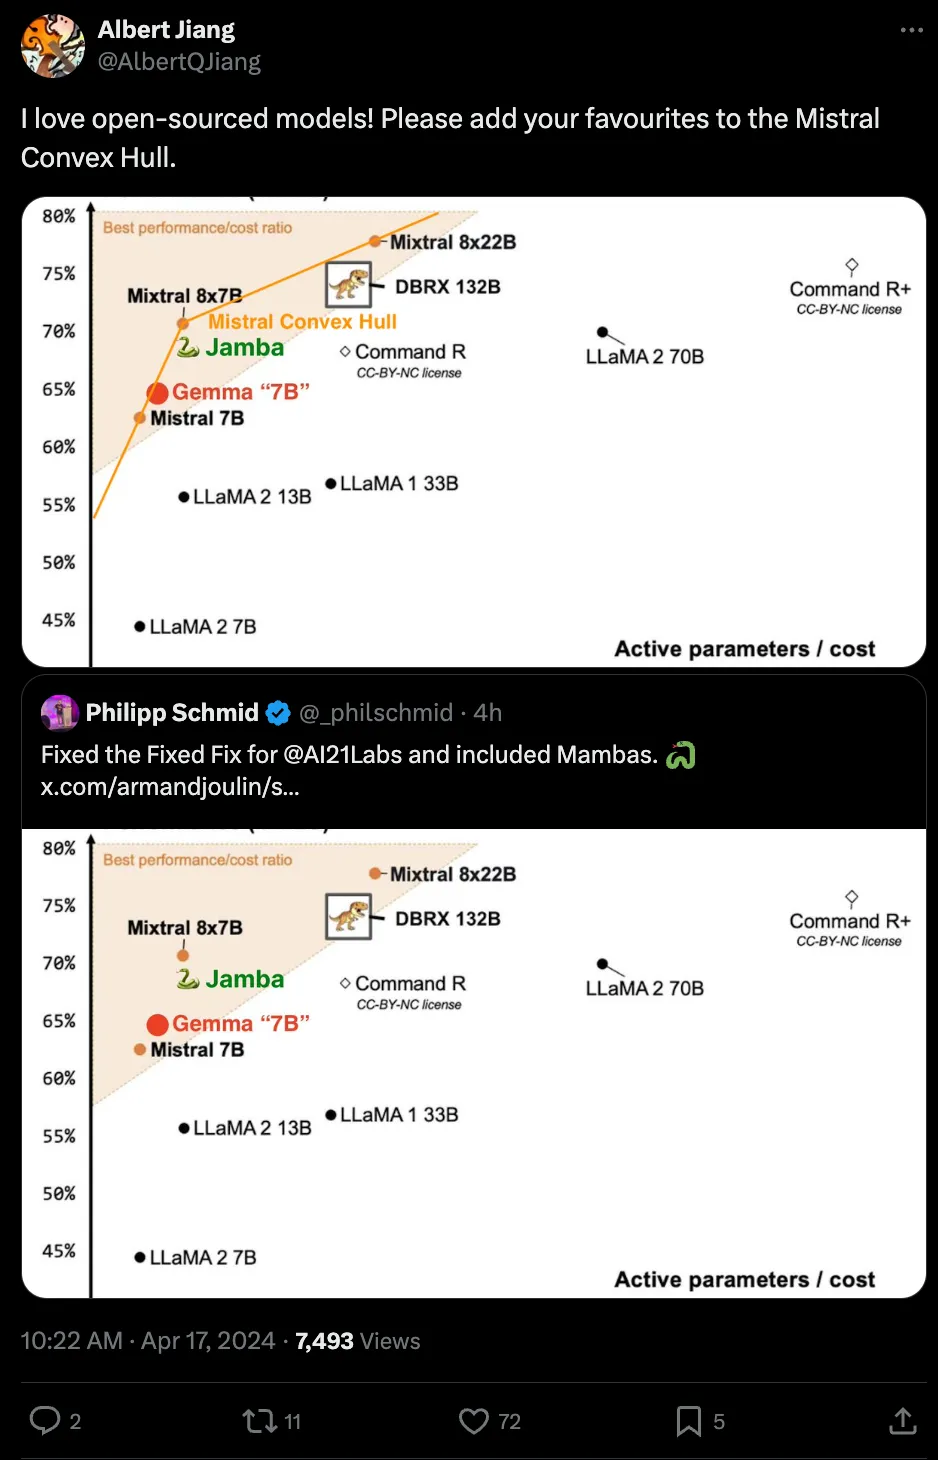 Albert Jiang
@AlbertQJiang
I love open-sourced models! Please add your favourites to the Mistral
Convex Hull.
80%
Best performance/cost ratio
Mixtral 8x22B
75%
Command R+
CC-BY-NC license
DBRX 132B
Mixtral 8x7B
Mistral Convex Hull
70%
Jamba
Command R
CC-BY-NC license
LLaMA 2 70B
65%
Gemma “7B”
Mistral 7B
60%
LLaMA 1 33B
LLaMA 2 13B
55%
50%
45%
LLaMA 2 7B
Active parameters / cost
Philipp Schmid @_philschmid · 4h
Fixed the Fixed Fix for @AI21Labs and included Mambas.
x.com/armandjoulin/s...
80%
Best performance/cost ratio
Mixtral 8x22B
75%
Command R+
CC-BY-NC license
DBRX 132B
Mixtral 8x7B
70%
Jamba
Command R
CC-BY-NC license
LLaMA 2 70B
65%
Gemma “7B”
Mistral 7B
60%
LLaMA 1 33B
LLaMA 2 13B
55%
50%
45%
LLaMA 2 7B
Active parameters / cost
10:22 AM · Apr 17, 2024 · 7,493 Views
2
11
72
5